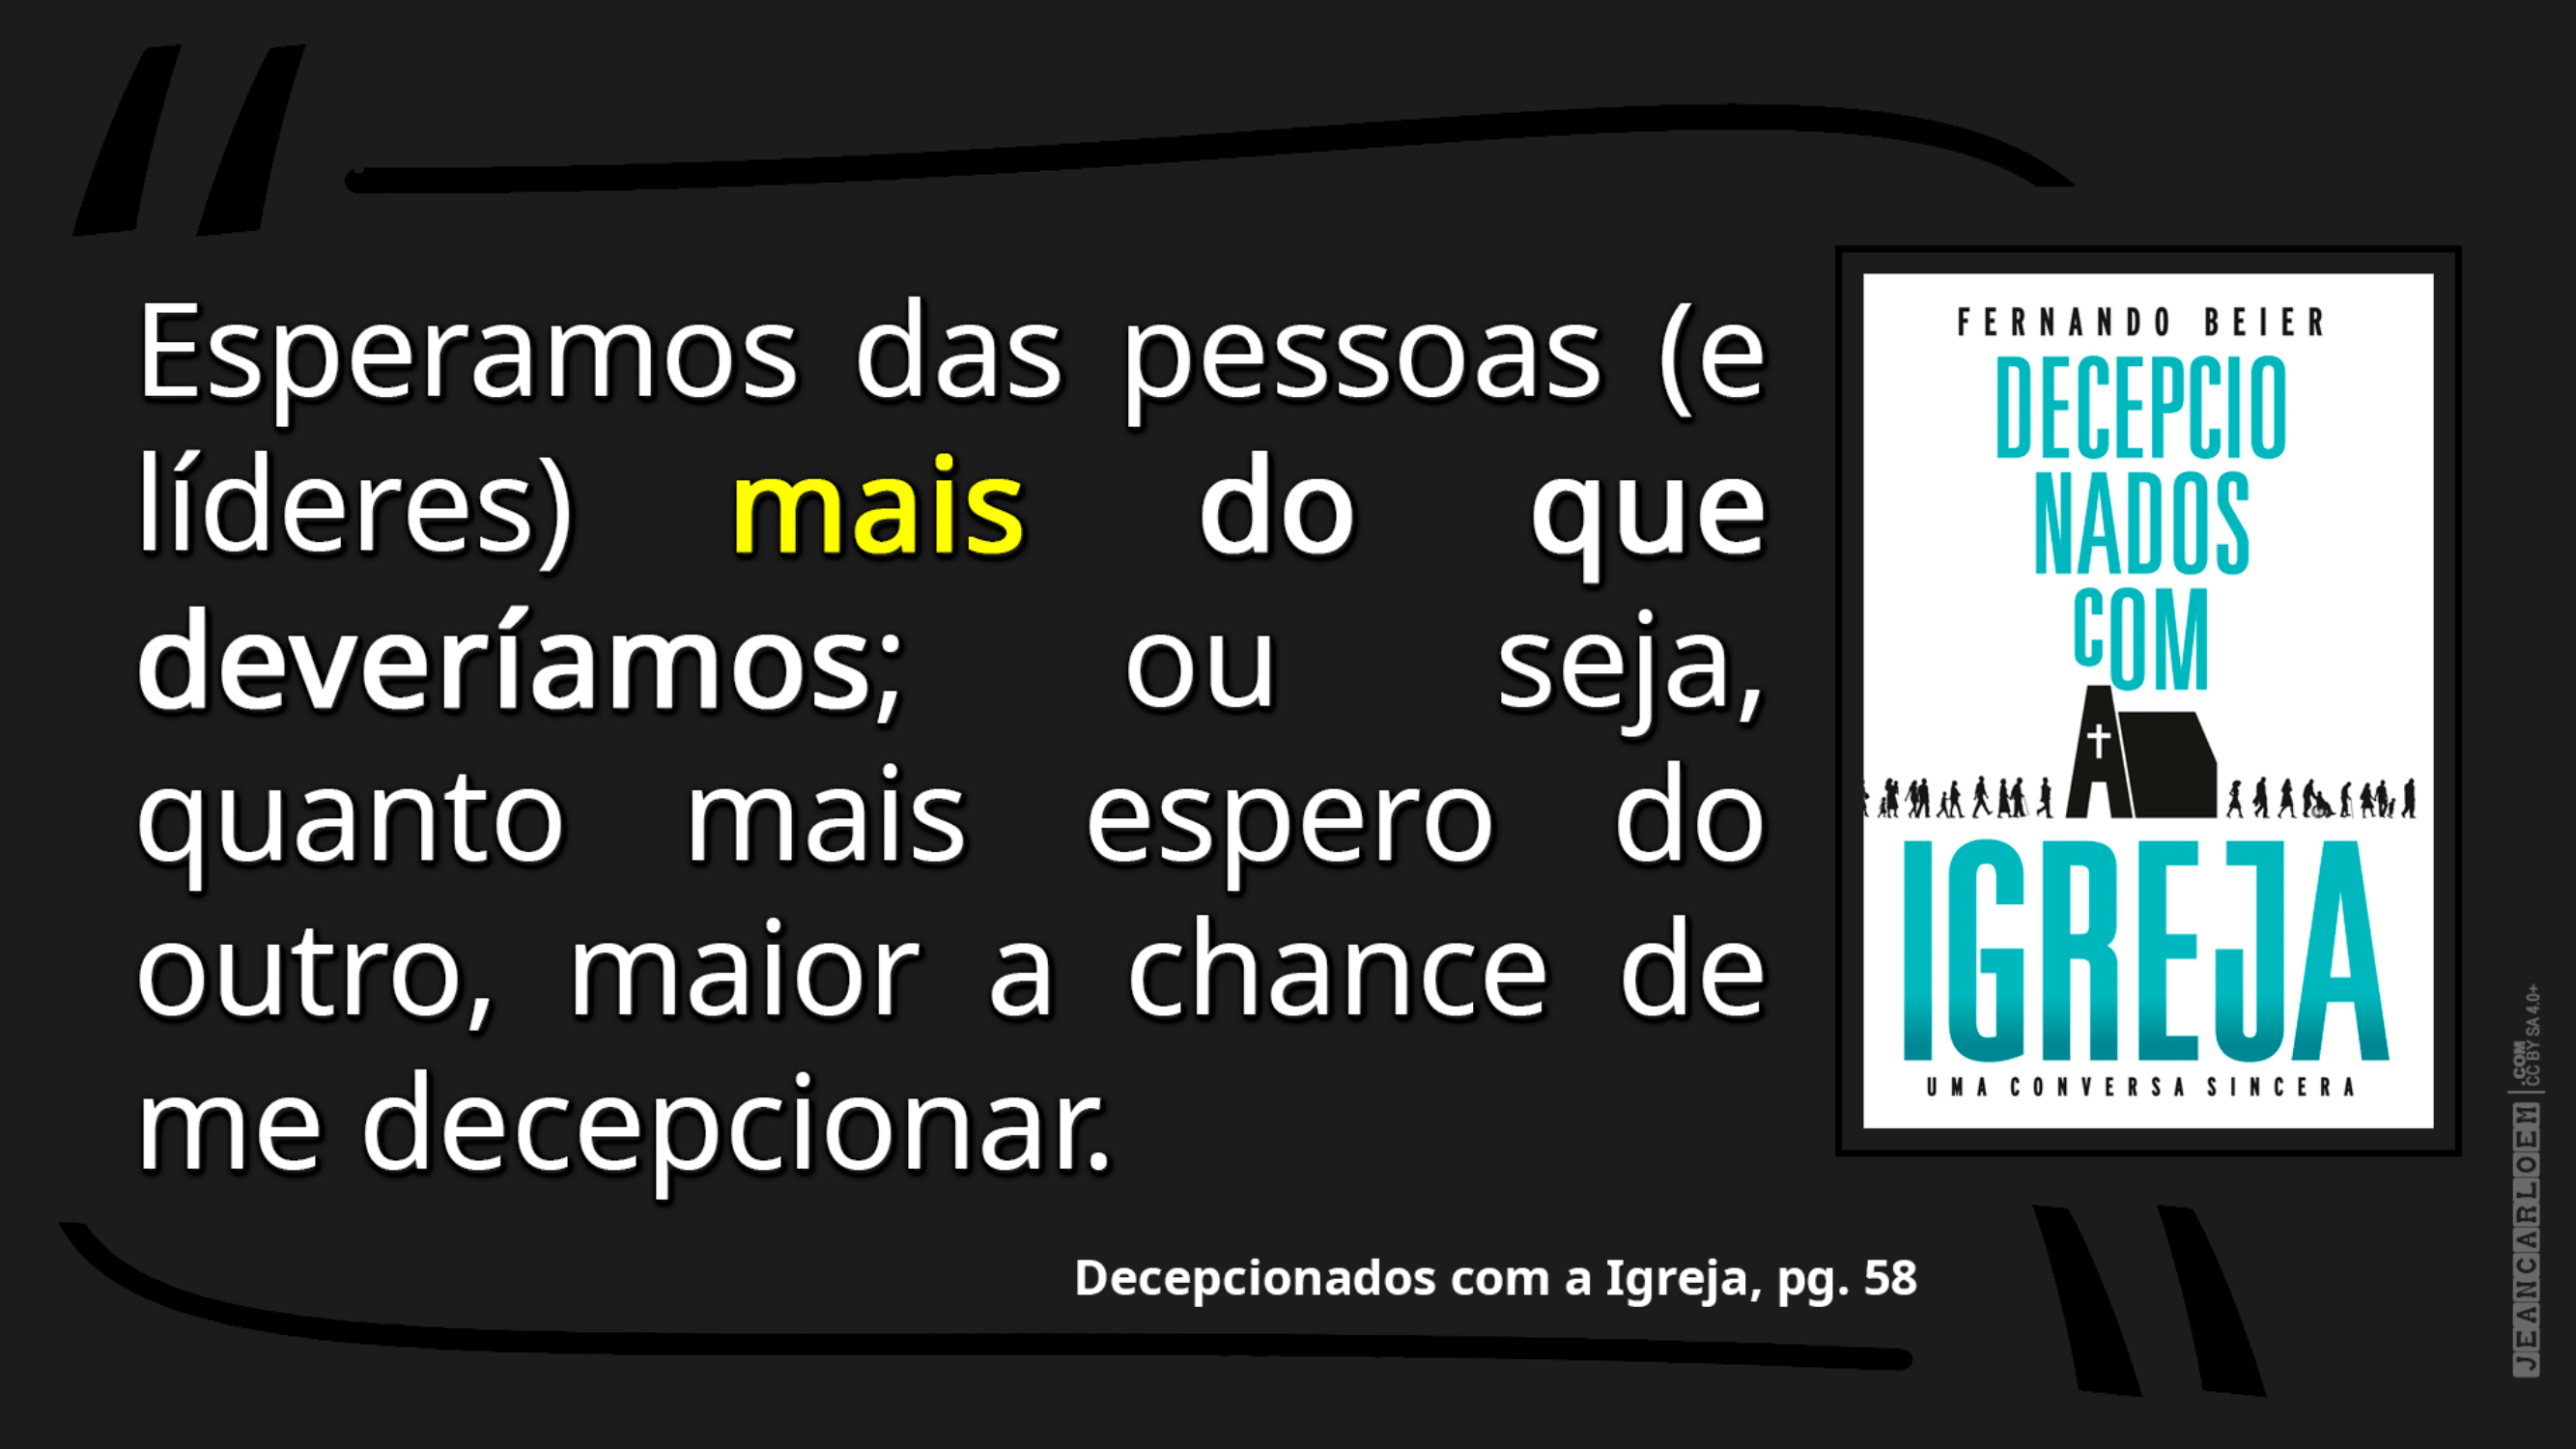 Esperamos das pessoas (e
líderes) mais do que
deveríamos; ou seja,
quanto mais espero do
outro, maior a chance de
me decepcionar.
Decepcionados com a Igreja, pg. 58
FERNANDO BEIER
DECEPCIO
NADOS
COM
A
IGREJA
UMA CONVERSA SINCERA
JEANCARLOEM
.COM
CC BY SA 4.0+